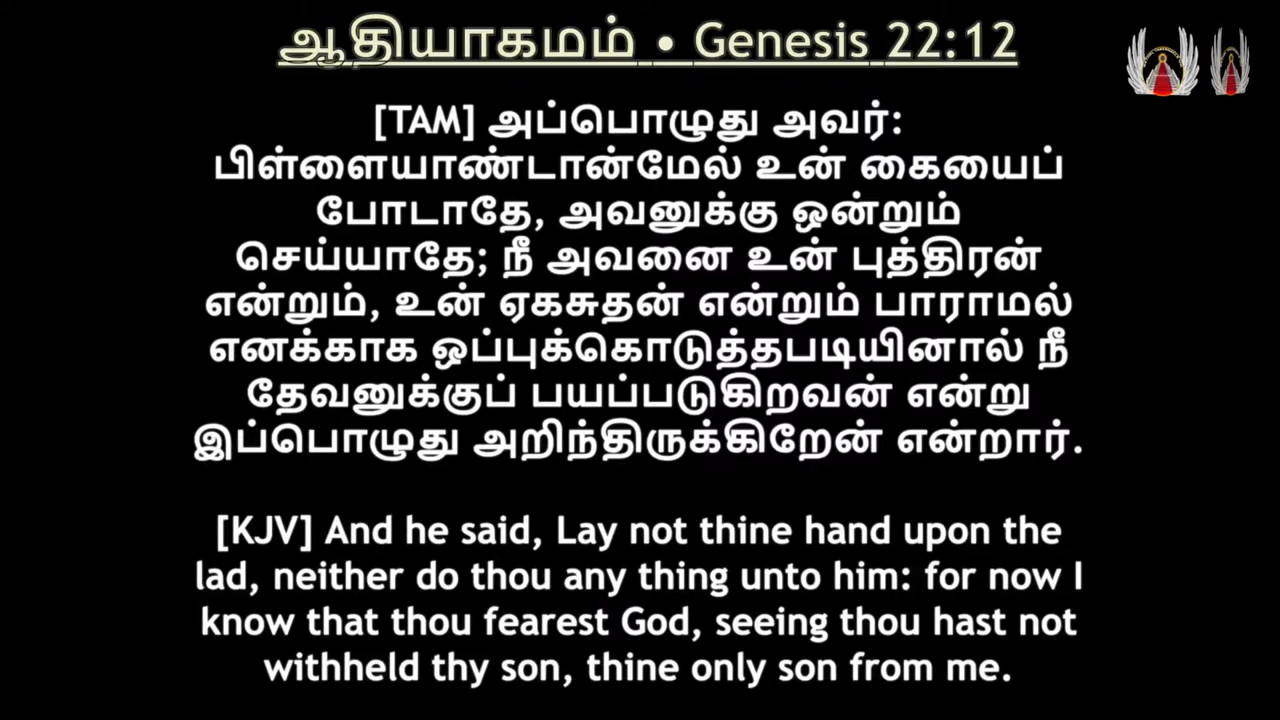 ஆதியாகமம் • Genesis 22:12
[TAM] அப்பொழுது அவர்:
பிள்ளையாண்டான்மேல் உன் கையைப்
போடாதே, அவனுக்கு ஒன்றும்
செய்யாதே; நீ அவனை உன் புத்திரன்
என்றும், உன் ஏகசுதன் என்றும் பாராமல்
எனக்காக ஒப்புக்கொடுத்தபடியினால் நீ
தேவனுக்குப் பயப்படுகிறவன் என்று
இப்பொழுது அறிந்திருக்கிறேன் என்றார்.
[KJV] And he said, Lay not thine hand upon the
lad, neither do thou any thing unto him: for now I
know that thou fearest God, seeing thou hast not
withheld thy son, thine only son from me.